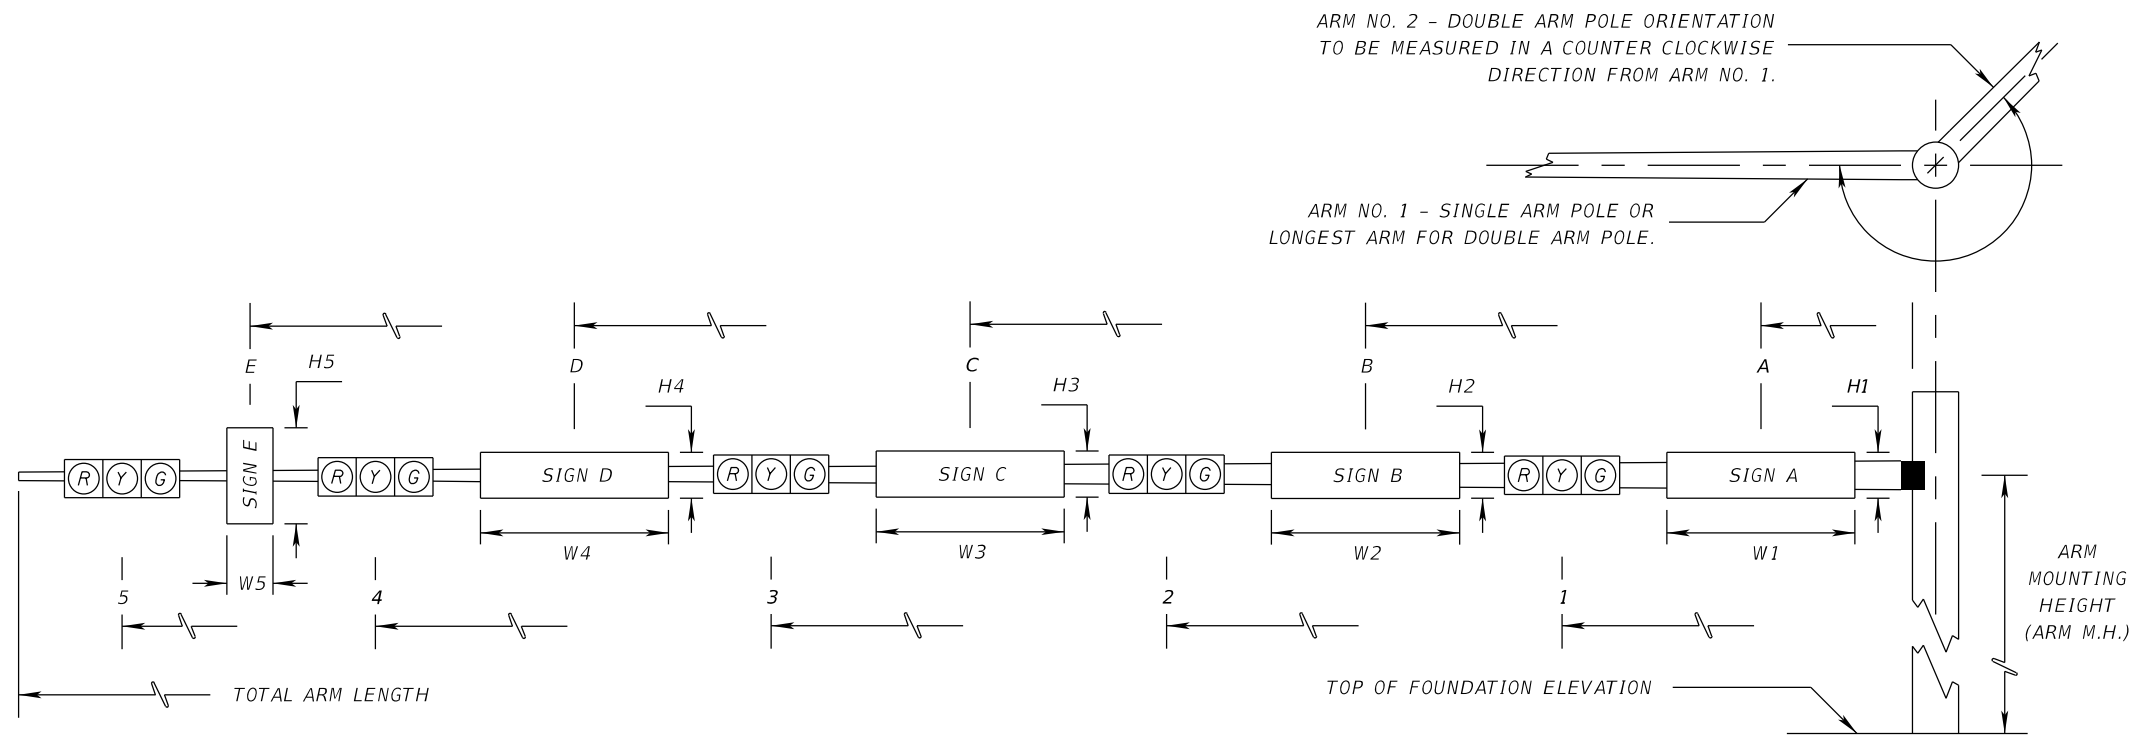 ARM NO. 2 - DOUBLE ARM POLE ORIENTATION
TO BE MEASURED IN A COUNTER CLOCKWISE
DIRECTION FROM ARM NO. 1.
ARM NO. 1 - SINGLE ARM POLE OR
LONGEST ARM FOR DOUBLE ARM POLE.
E
D
C
B
A
H5
H4
H3
H2
H1
R Y G
SIGN E
R Y G
SIGN D
R Y G
SIGN C
R Y G
SIGN B
R Y G
SIGN A
W4
W3
W2
W1
W5
5
4
3
2
1
ARM
MOUNTING
HEIGHT
(ARM M.H.)
TOTAL ARM LENGTH
TOP OF FOUNDATION ELEVATION